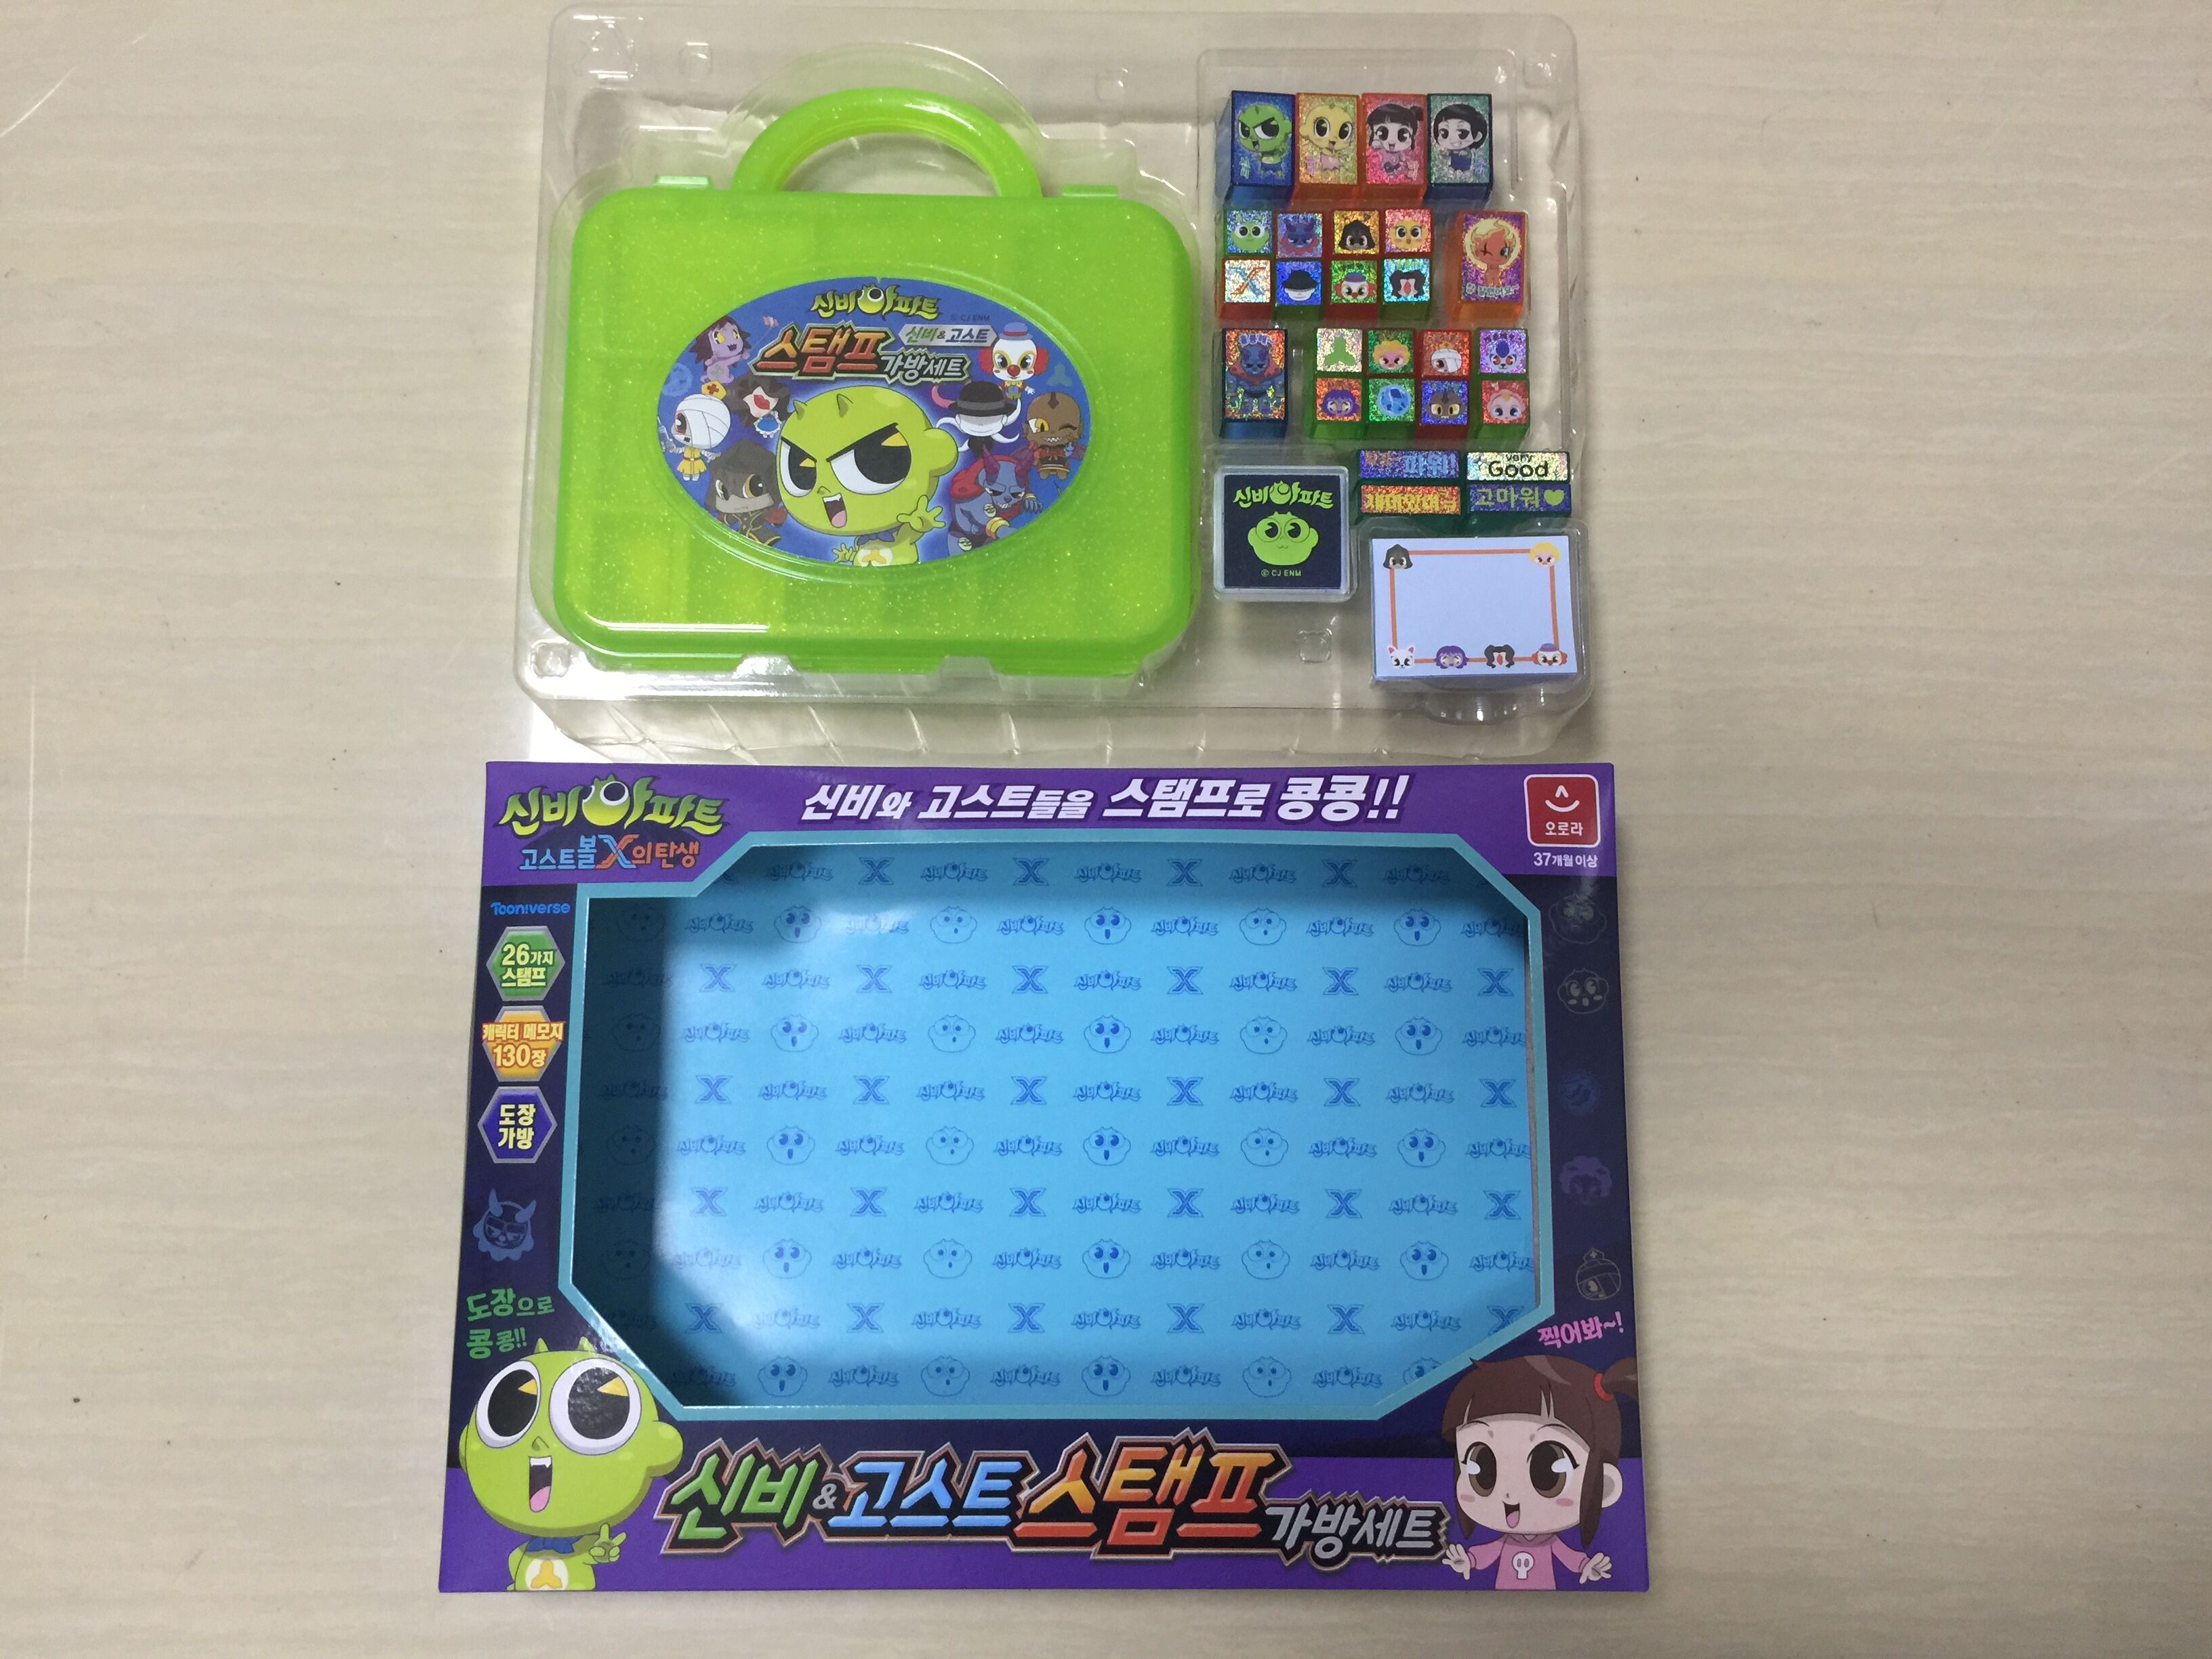 신비아파트
© CJ ENM
스탬프 신비&고스트
가방세트
파워!
very
Good
고마워
신비아파트
© CJ ENM
신비아파트
고스트볼X의탄생
신비와 고스트들을 스탬프로 콩콩!!
오로라
37개월이상
Tooniverse
26가지
스탬프
캐릭터 메모지
130장
도장
가방
도장으로
콩콩!!
찍어봐~!
신비&고스트 스탬프 가방세트